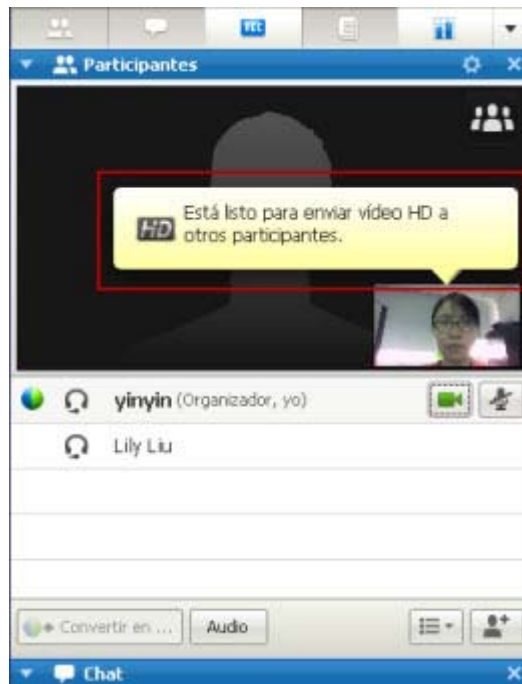 REC
Participantes
HD
Está listo para enviar vídeo HD a
otros participantes.
yinyin (Organizador, yo)
Lily Liu
Convertir en ...
Audio
Chat